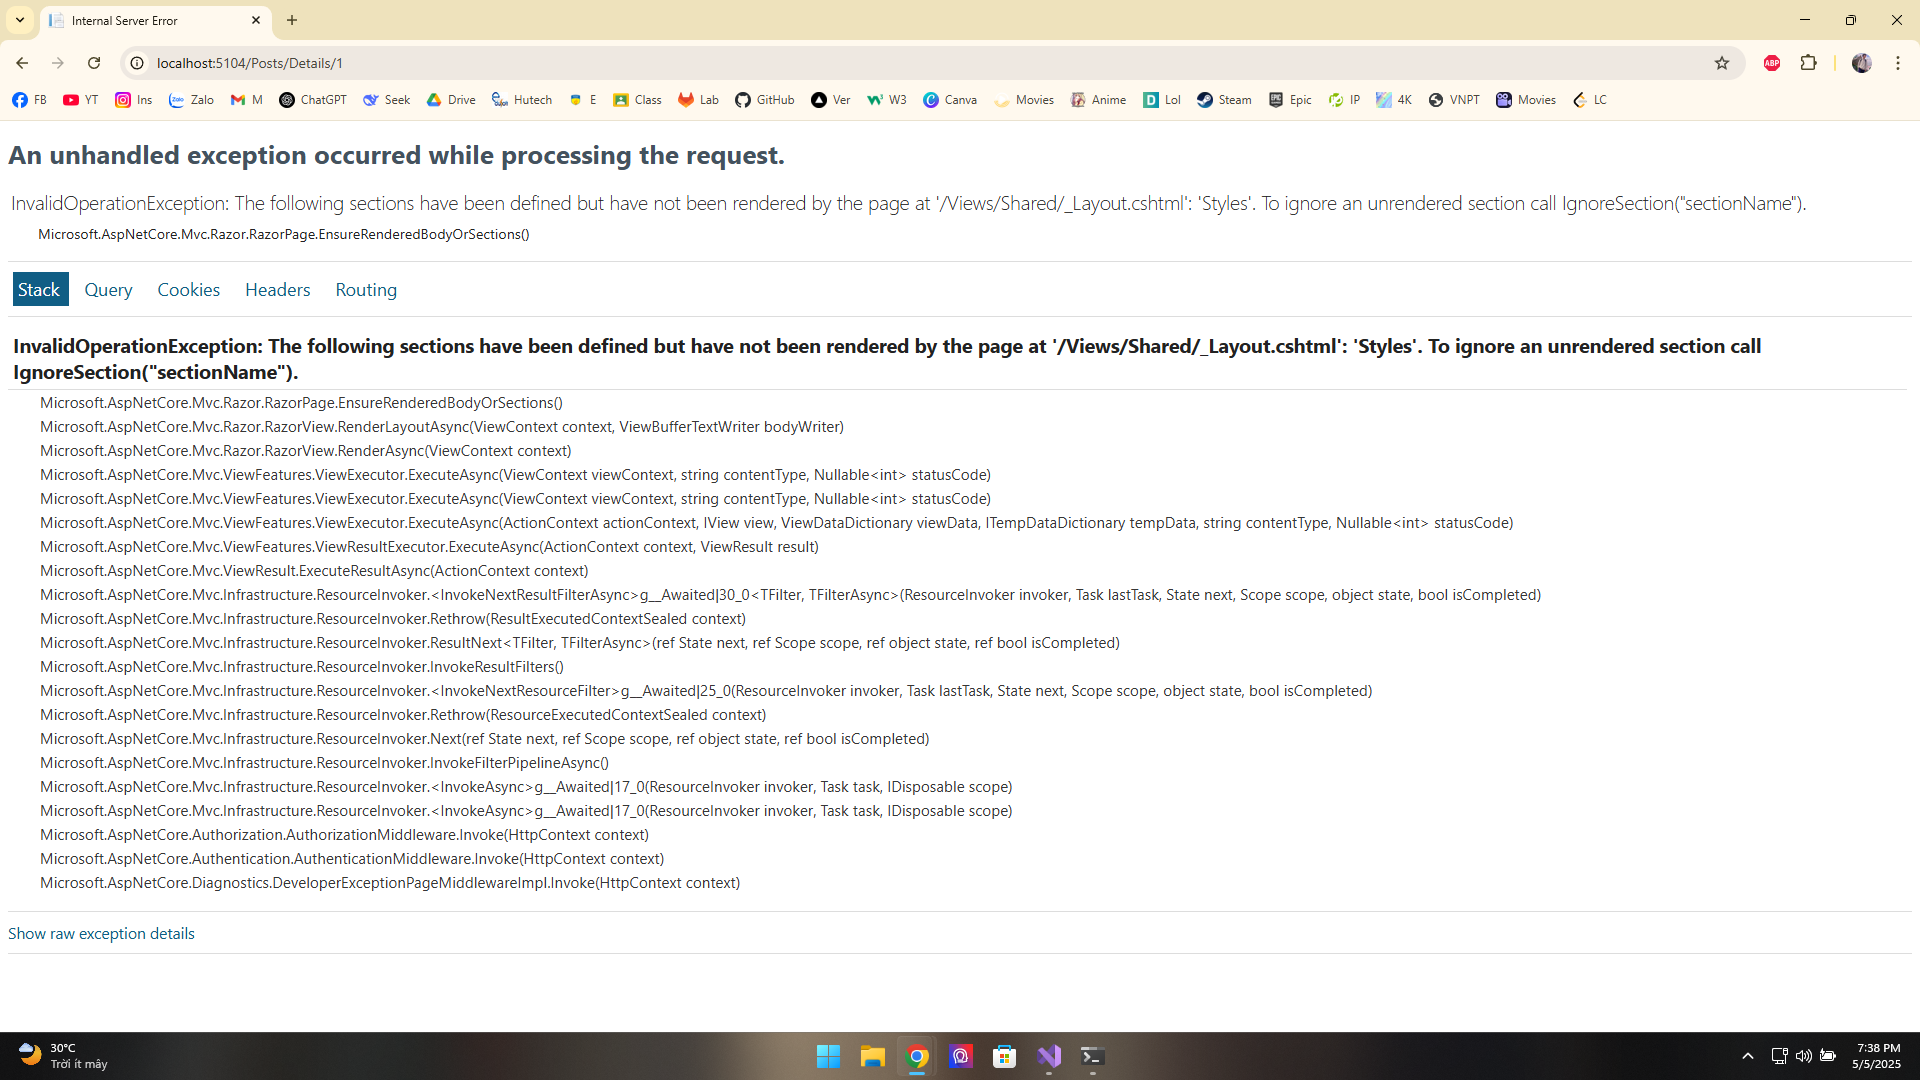 Internal Server Error
localhost:5104/Posts/Details/1
ABP
FB YT Ins Zalo M ChatGPT Seek Drive Hutech E Class Lab GitHub Ver W3 Canva Movies Anime Lol Steam Epic IP 4K VNPT Movies LC
An unhandled exception occurred while processing the request.
InvalidOperationException: The following sections have been defined but have not been rendered by the page at '/Views/Shared/_Layout.cshtml': 'Styles'. To ignore an unrendered section call IgnoreSection("sectionName").
Microsoft.AspNetCore.Mvc.Razor.RazorPage.EnsureRenderedBodyOrSections()
Stack Query Cookies Headers Routing
InvalidOperationException: The following sections have been defined but have not been rendered by the page at '/Views/Shared/_Layout.cshtml': 'Styles'. To ignore an unrendered section call
IgnoreSection("sectionName").
Microsoft.AspNetCore.Mvc.Razor.RazorPage.EnsureRenderedBodyOrSections()
Microsoft.AspNetCore.Mvc.Razor.RazorView.RenderLayoutAsync(ViewContext context, ViewBufferTextWriter bodyWriter)
Microsoft.AspNetCore.Mvc.Razor.RazorView.RenderAsync(ViewContext context)
Microsoft.AspNetCore.Mvc.ViewFeatures.ViewExecutor.ExecuteAsync(ViewContext viewContext, string contentType, Nullable<int> statusCode)
Microsoft.AspNetCore.Mvc.ViewFeatures.ViewExecutor.ExecuteAsync(ViewContext viewContext, string contentType, Nullable<int> statusCode)
Microsoft.AspNetCore.Mvc.ViewFeatures.ViewExecutor.ExecuteAsync(ActionContext actionContext, IView view, ViewDataDictionary viewData, ITempDataDictionary tempData, string contentType, Nullable<int> statusCode)
Microsoft.AspNetCore.Mvc.ViewFeatures.ViewResultExecutor.ExecuteAsync(ActionContext context, ViewResult result)
Microsoft.AspNetCore.Mvc.ViewResult.ExecuteResultAsync(ActionContext context)
Microsoft.AspNetCore.Mvc.Infrastructure.ResourceInvoker.<InvokeNextResultFilterAsync>g__Awaited|30_0<TFilter, TFilterAsync>(ResourceInvoker invoker, Task lastTask, State next, Scope scope, object state, bool isCompleted)
Microsoft.AspNetCore.Mvc.Infrastructure.ResourceInvoker.Rethrow(ResultExecutedContextSealed context)
Microsoft.AspNetCore.Mvc.Infrastructure.ResourceInvoker.ResultNext<TFilter, TFilterAsync>(ref State next, ref Scope scope, ref object state, ref bool isCompleted)
Microsoft.AspNetCore.Mvc.Infrastructure.ResourceInvoker.InvokeResultFilters()
Microsoft.AspNetCore.Mvc.Infrastructure.ResourceInvoker.<InvokeNextResourceFilter>g__Awaited|25_0(ResourceInvoker invoker, Task lastTask, State next, Scope scope, object state, bool isCompleted)
Microsoft.AspNetCore.Mvc.Infrastructure.ResourceInvoker.Rethrow(ResourceExecutedContextSealed context)
Microsoft.AspNetCore.Mvc.Infrastructure.ResourceInvoker.Next(ref State next, ref Scope scope, ref object state, ref bool isCompleted)
Microsoft.AspNetCore.Mvc.Infrastructure.ResourceInvoker.InvokeFilterPipelineAsync()
Microsoft.AspNetCore.Mvc.Infrastructure.ResourceInvoker.<InvokeAsync>g__Awaited|17_0(ResourceInvoker invoker, Task task, IDisposable scope)
Microsoft.AspNetCore.Mvc.Infrastructure.ResourceInvoker.<InvokeAsync>g__Awaited|17_0(ResourceInvoker invoker, Task task, IDisposable scope)
Microsoft.AspNetCore.Authorization.AuthorizationMiddleware.Invoke(HttpContext context)
Microsoft.AspNetCore.Authentication.AuthenticationMiddleware.Invoke(HttpContext context)
Microsoft.AspNetCore.Diagnostics.DeveloperExceptionPageMiddlewareImpl.Invoke(HttpContext context)
Show raw exception details
30°C
Trời ít mây
7:38 PM
5/5/2025